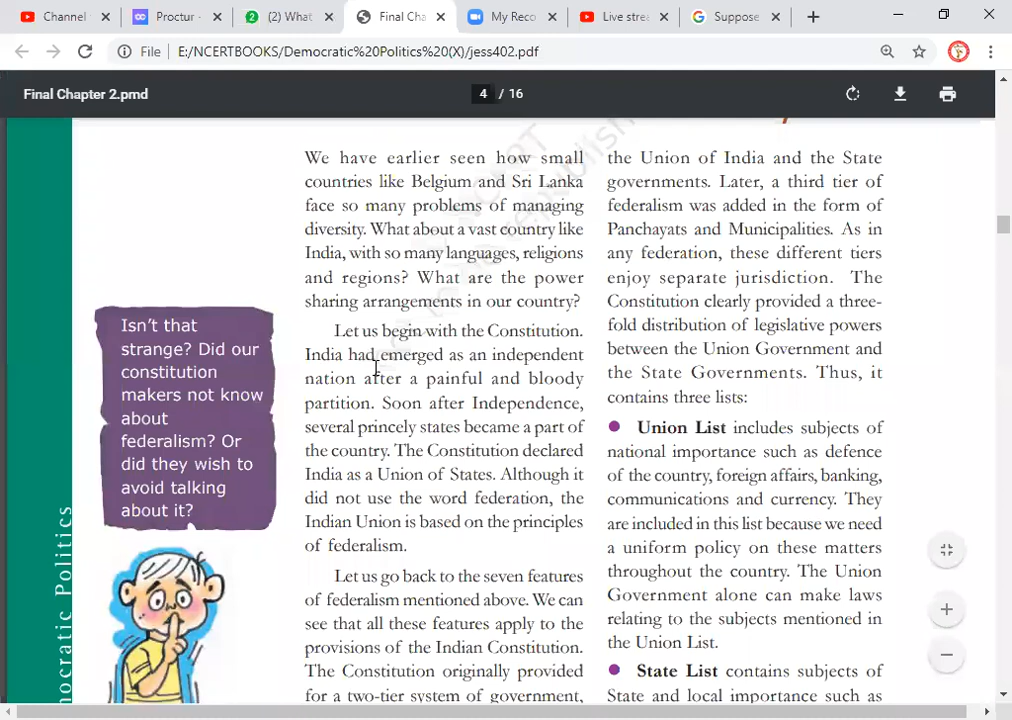 Channel
Proctur -
2 (2) What
Final Cha
My Reco
Live stre
Suppose
File E:/NCERTBOOKS/Democratic%20Politics%20(X)/jess402.pdf
Final Chapter 2.pmd
4 / 16
We have earlier seen how small
countries like Belgium and Sri Lanka
face so many problems of managing
diversity. What about a vast country like
India, with so many languages, religions
and regions? What are the power
sharing arrangements in our country?
Let us begin with the Constitution.
India had emerged as an independent
nation after a painful and bloody
partition. Soon after Independence,
several princely states became a part of
the country. The Constitution declared
India as a Union of States. Although it
did not use the word federation, the
Indian Union is based on the principles
of federalism.
Let us go back to the seven features
of federalism mentioned above. We can
see that all these features apply to the
provisions of the Indian Constitution.
The Constitution originally provided
for a two-tier system of government,
the Union of India and the State
governments. Later, a third tier of
federalism was added in the form of
Panchayats and Municipalities. As in
any federation, these different tiers
enjoy separate jurisdiction. The
Constitution clearly provided a three-
fold distribution of legislative powers
between the Union Government and
the State Governments. Thus, it
contains three lists:
● Union List includes subjects of
national importance such as defence
of the country, foreign affairs, banking,
communications and currency. They
are included in this list because we need
a uniform policy on these matters
throughout the country. The Union
Government alone can make laws
relating to the subjects mentioned in
the Union List.
● State List contains subjects of
State and local importance such as
Isn't that
strange? Did our
constitution
makers not know
about
federalism? Or
did they wish to
avoid talking
about it?
ocratic Politics